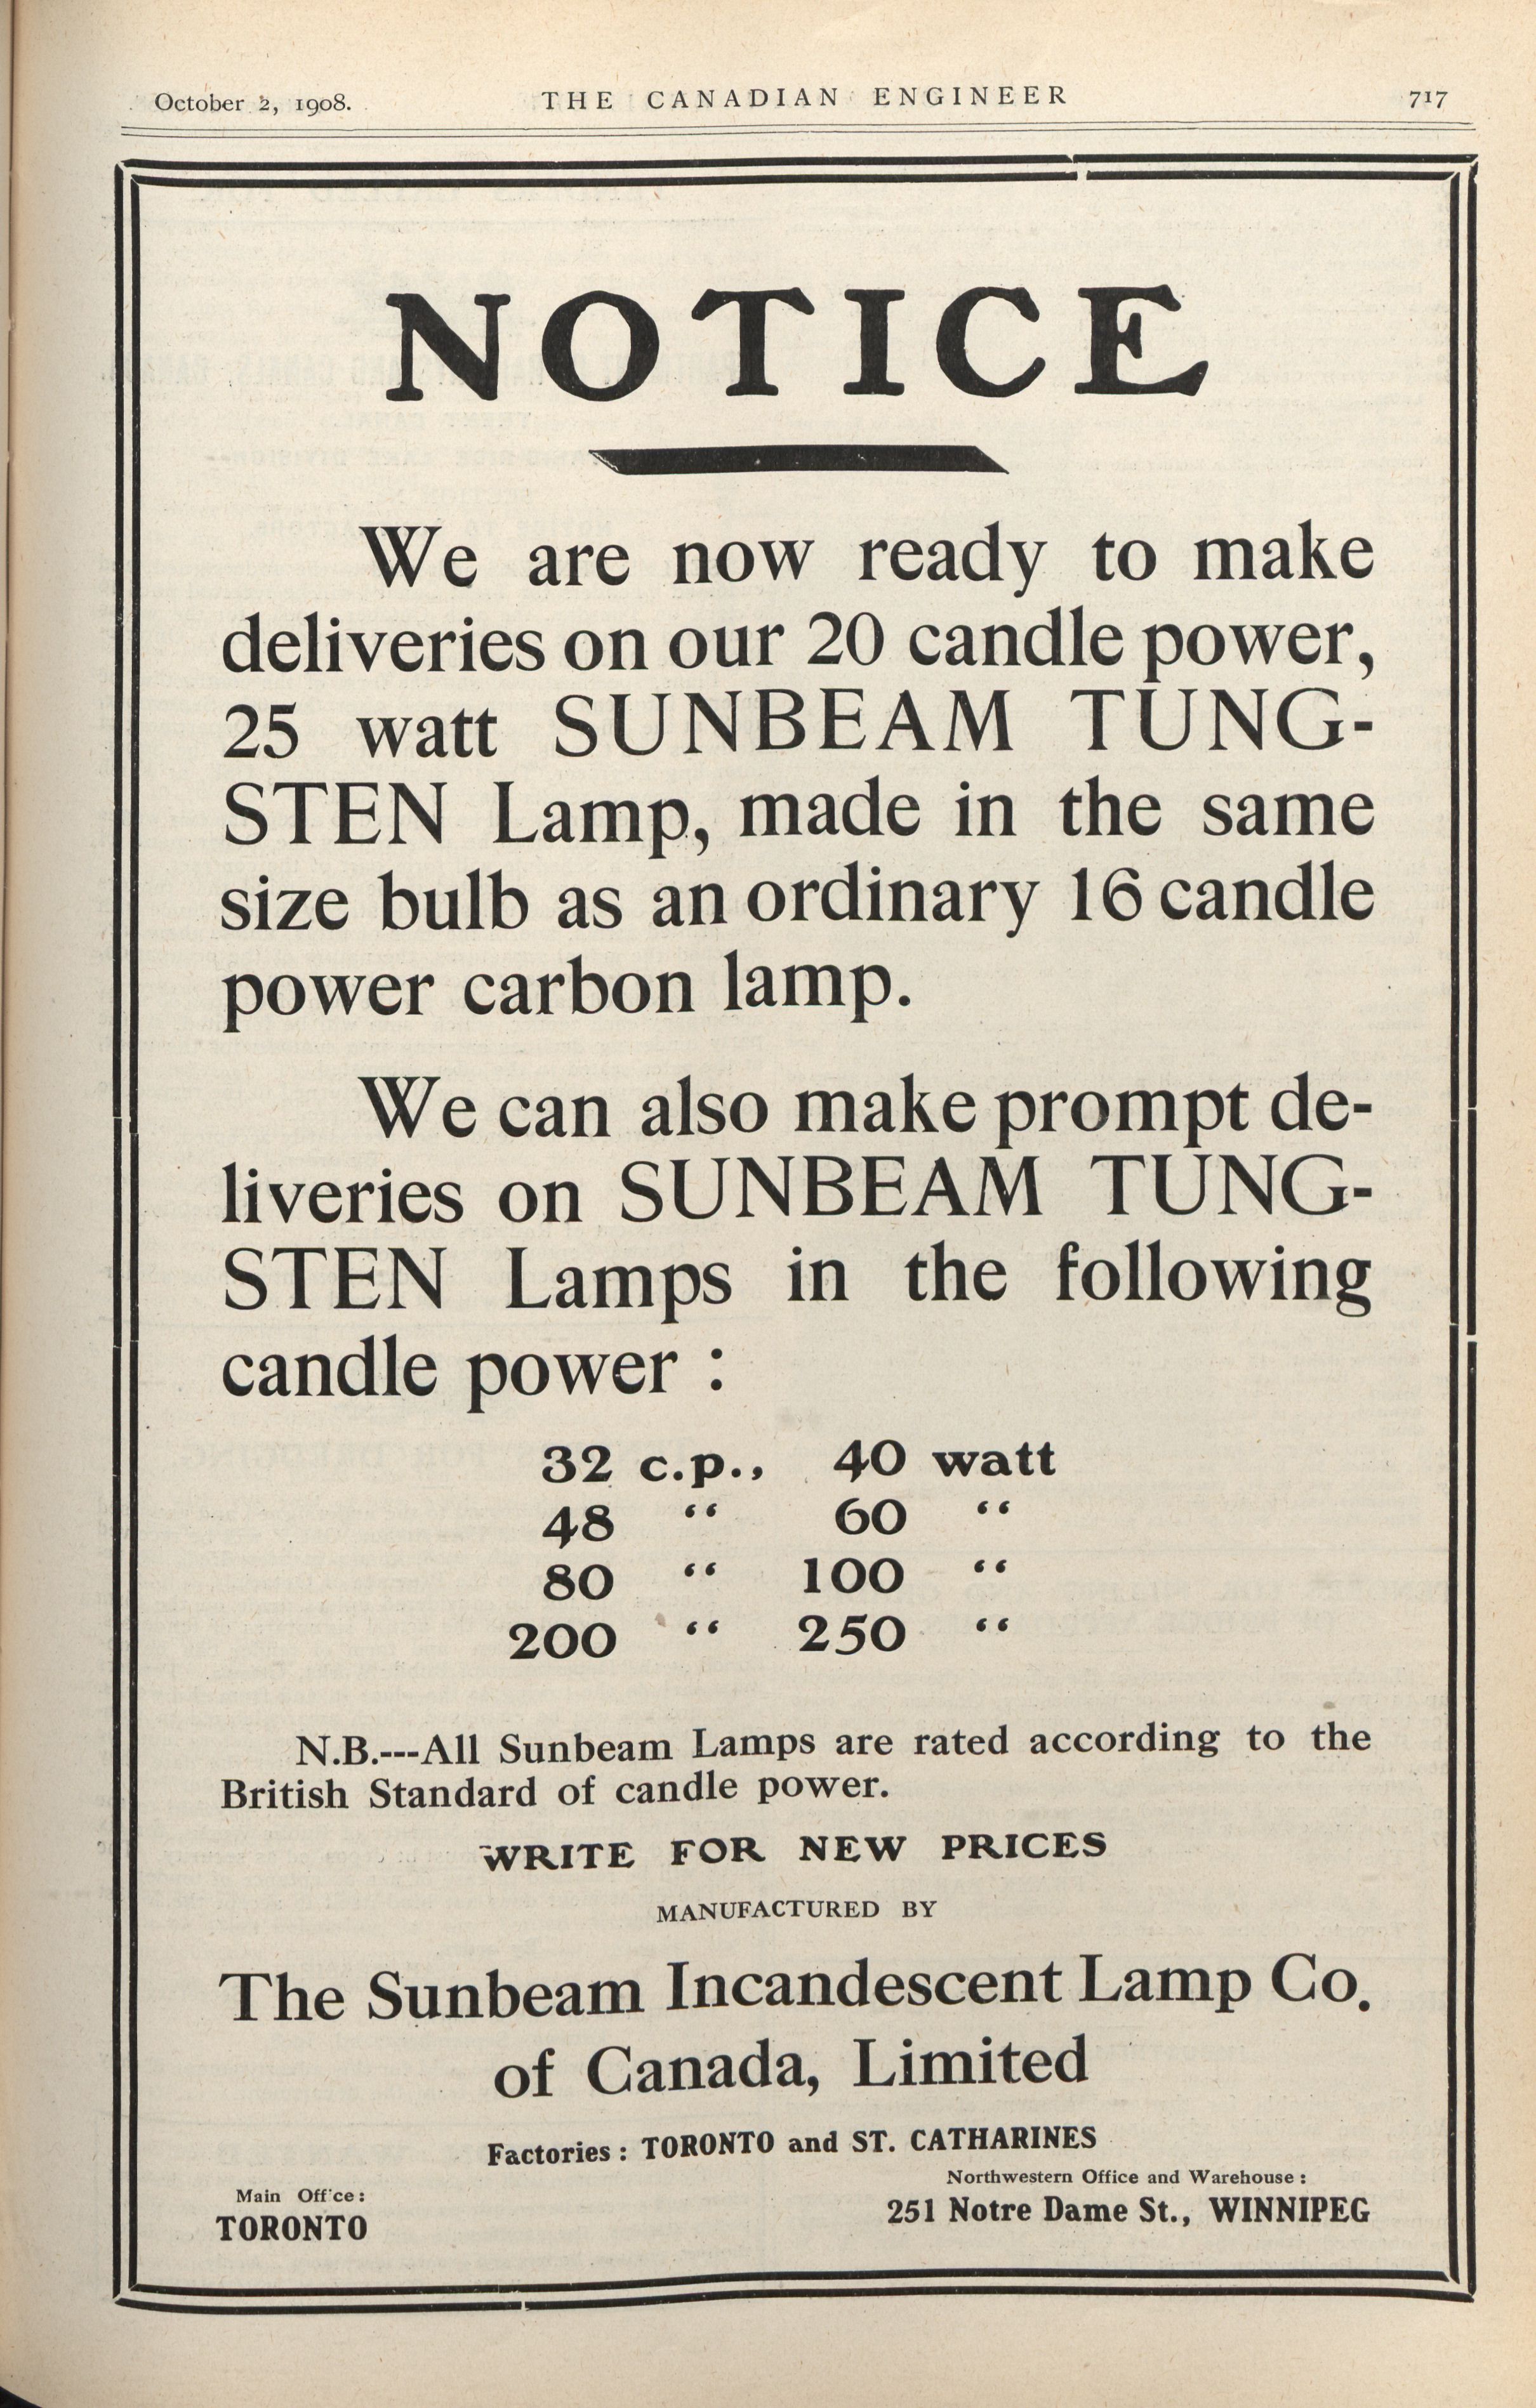 October 2, 1908.
THE CANADIAN ENGINEER
717
NOTICE
We are now ready to make
deliveries on our 20 candle power,
25 watt SUNBEAM TUNG-
STEN Lamp, made in the same
size bulb as an ordinary 16 candle
power carbon lamp.
We can also make prompt de-
liveries on SUNBEAM TUNG-
STEN Lamps in the following
candle power :
32 c.p., 40 watt
48 “ 60 “
80 “ 100 “
200 “ 250 “
N.B.---All Sunbeam Lamps are rated according to the
British Standard of candle power.
WRITE FOR NEW PRICES
MANUFACTURED BY
The Sunbeam Incandescent Lamp Co.
of Canada, Limited
Factories : TORONTO and ST. CATHARINES
Main Office :
TORONTO
Northwestern Office and Warehouse :
251 Notre Dame St., WINNIPEG